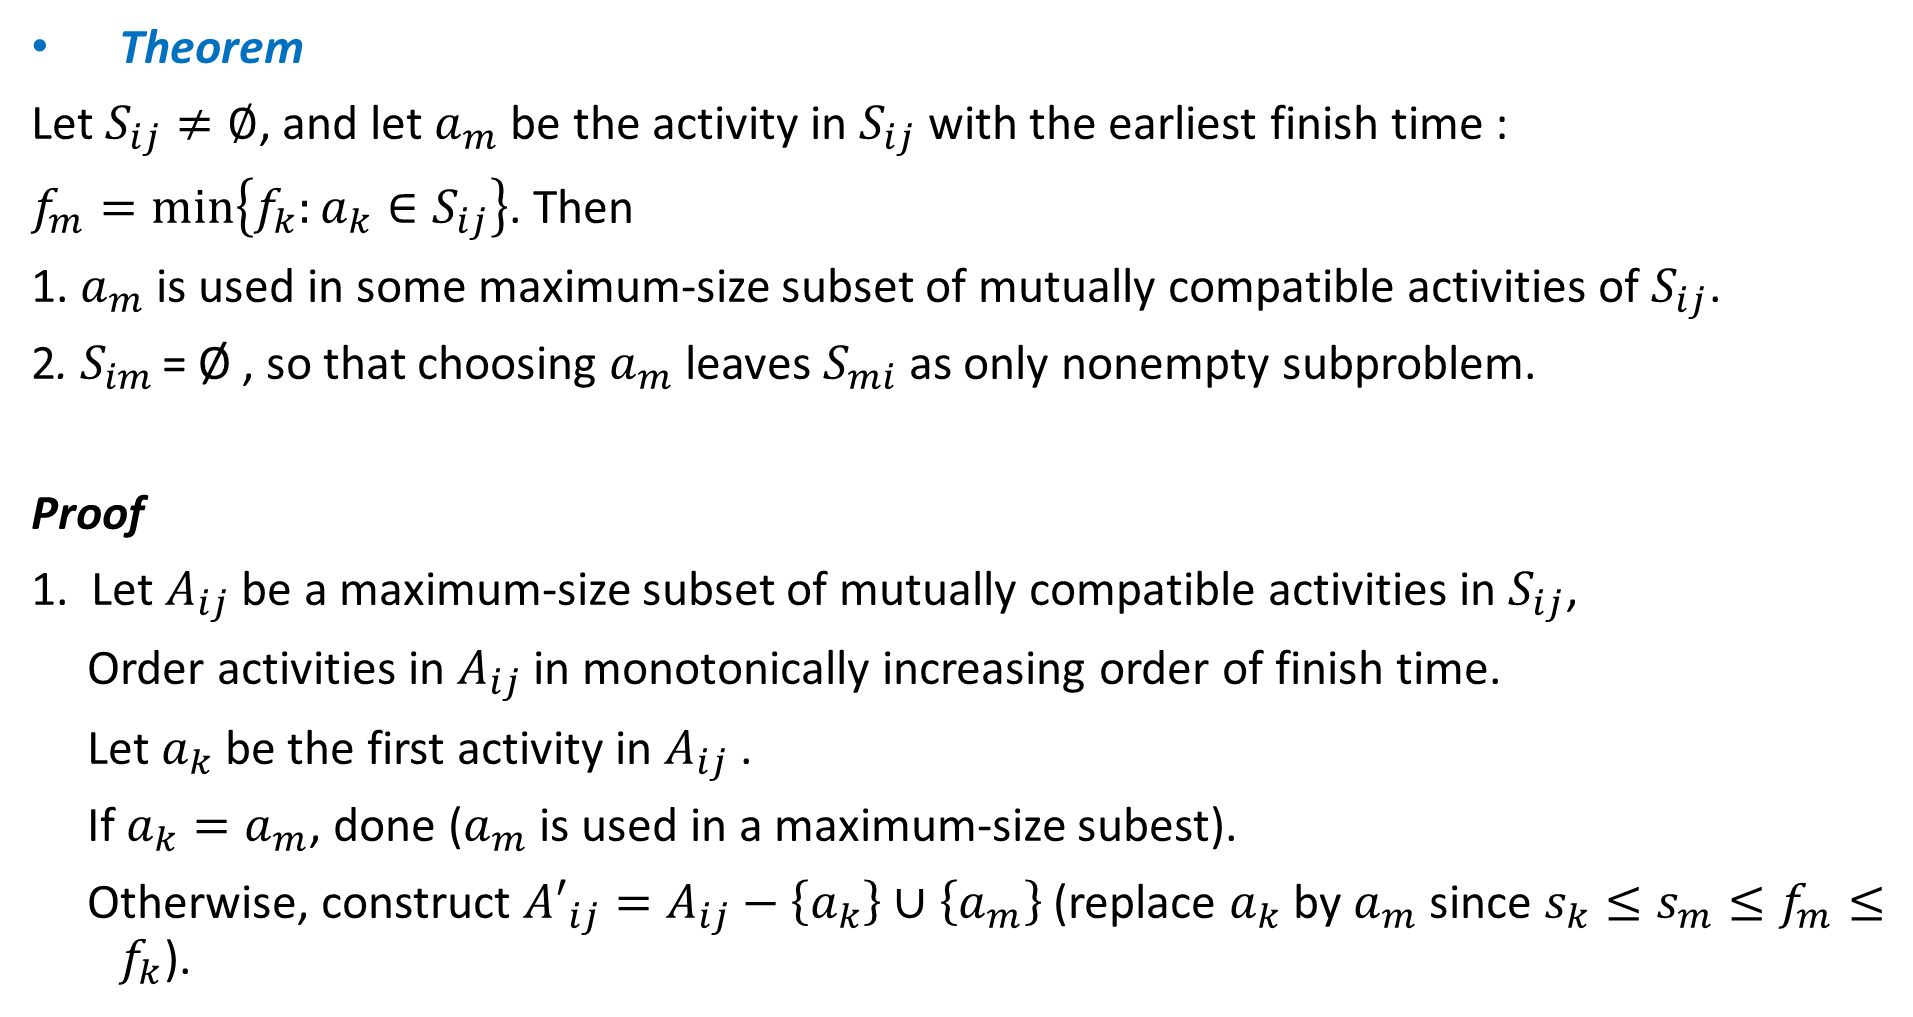 • Theorem
Let S_{ij} ≠ ∅, and let a_m be the activity in S_{ij} with the earliest finish time :
f_m = min{f_k: a_k ∈ S_{ij}}. Then
1. a_m is used in some maximum-size subset of mutually compatible activities of S_{ij}.
2. S_{im} = ∅ , so that choosing a_m leaves S_{mi} as only nonempty subproblem.
Proof
1. Let A_{ij} be a maximum-size subset of mutually compatible activities in S_{ij},
Order activities in A_{ij} in monotonically increasing order of finish time.
Let a_k be the first activity in A_{ij} .
If a_k = a_m, done (a_m is used in a maximum-size subest).
Otherwise, construct A'_{ij} = A_{ij} − {a_k} ∪ {a_m} (replace a_k by a_m since s_k ≤ s_m ≤ f_m ≤
f_k).